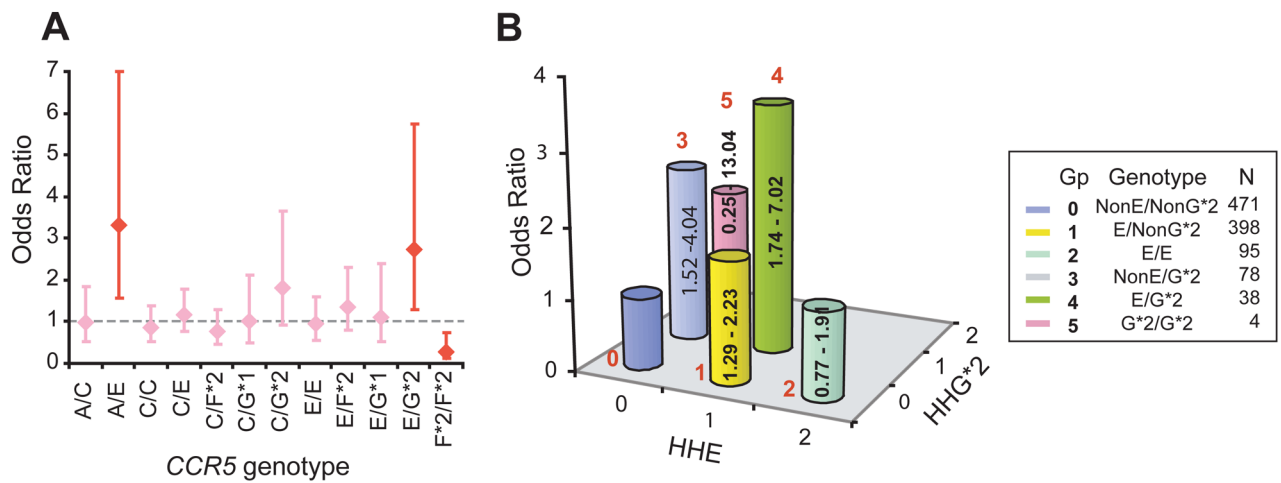 A
7
6
5
4
3
2
1
0
Odds Ratio
A/C
A/E
C/C
C/E
C/F*2
C/G*1
C/G*2
E/E
E/F*2
E/G*1
E/G*2
F*2/F*2
CCR5 genotype
B
4
3
2
1
0
Odds Ratio
0
1
2
3
4
5
1.52 -4.04
0.25 - 13.04
1.74 - 7.02
1.29 - 2.23
0.77 - 1.91
0
1
2
HHE
0
1
2
HHG*2
Gp Genotype N
0 NonE/NonG*2 471
1 E/NonG*2 398
2 E/E 95
3 NonE/G*2 78
4 E/G*2 38
5 G*2/G*2 4